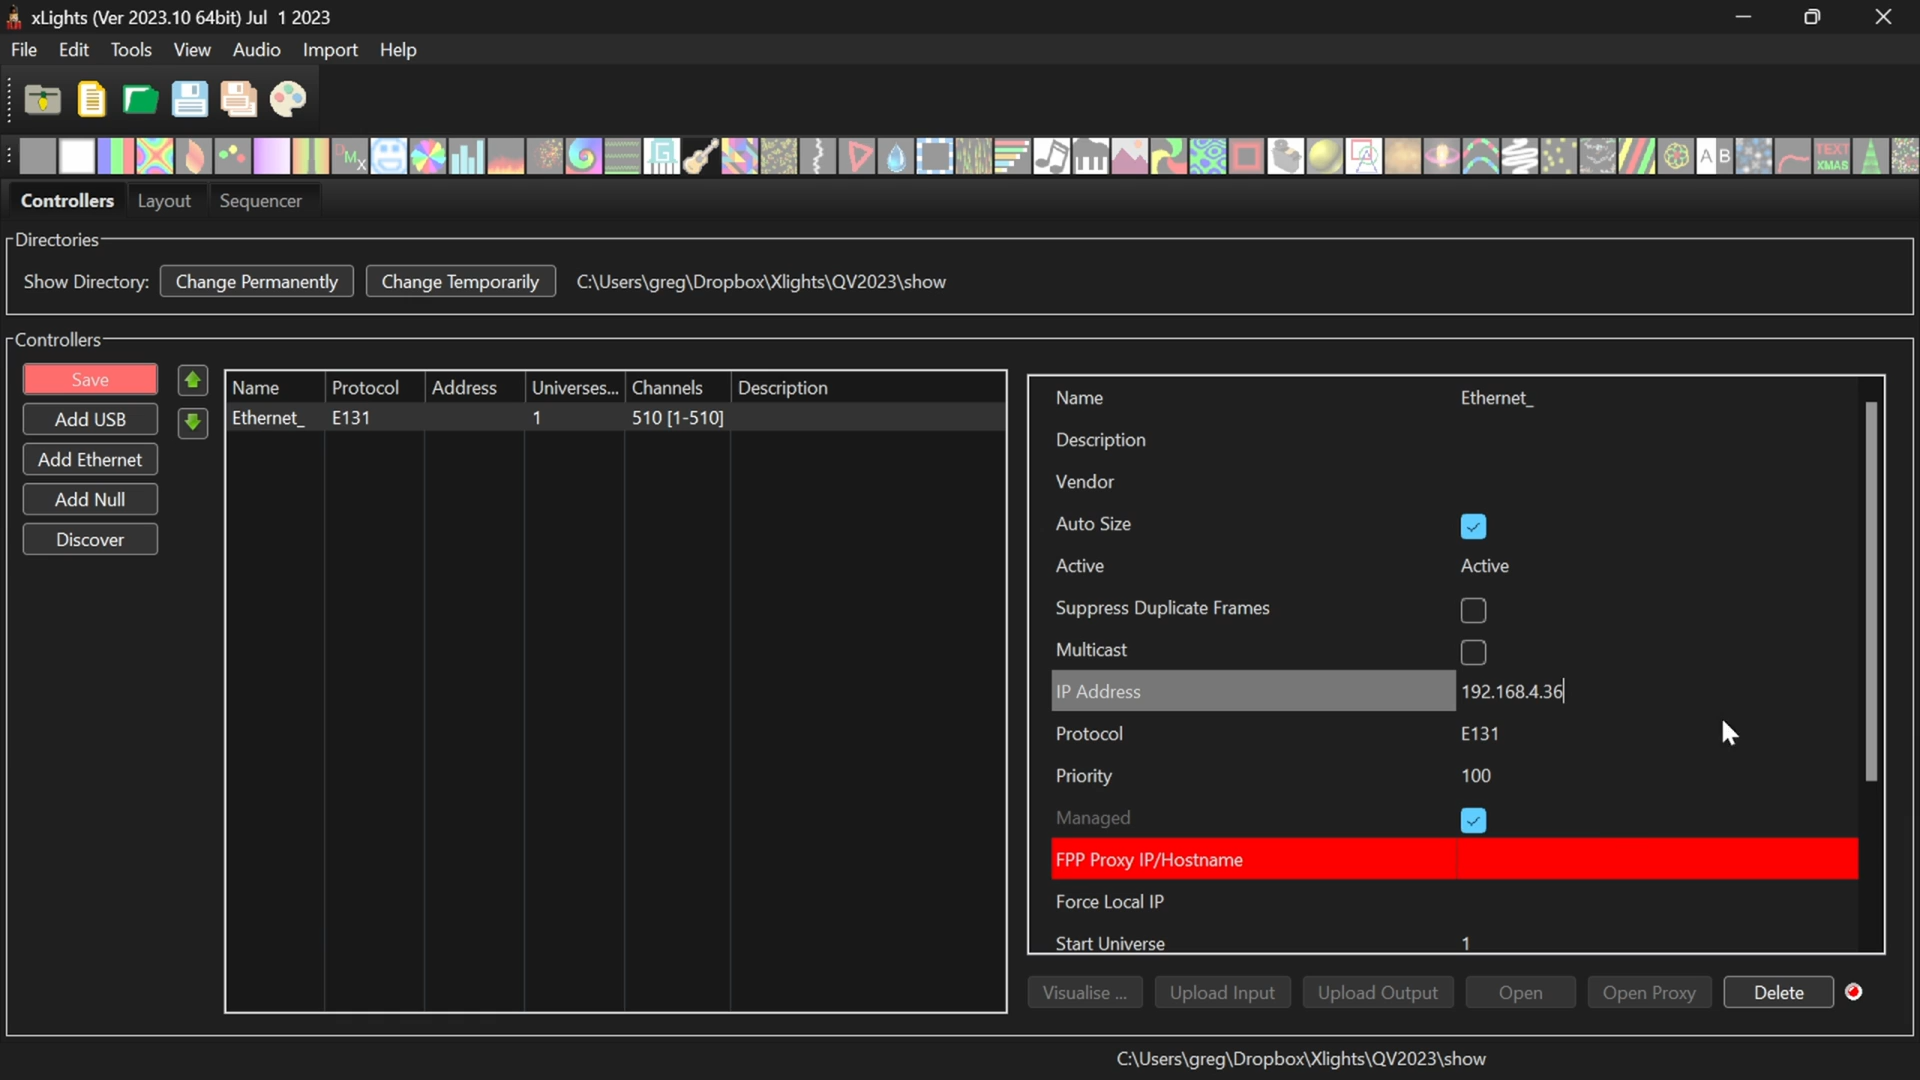 xLights (Ver 2023.10 64bit) Jul 1 2023
File Edit Tools View Audio Import Help
Controllers Layout Sequencer
Directories
Show Directory: Change Permanently Change Temporarily C:\Users\greg\Dropbox\Xlights\QV2023\show
Controllers
Save
Add USB
Add Ethernet
Add Null
Discover
Name Protocol Address Universes... Channels Description
Ethernet_ E131 1 510 [1-510]
Name Ethernet_
Description
Vendor
Auto Size
Active Active
Suppress Duplicate Frames
Multicast
IP Address 192.168.4.36
Protocol E131
Priority 100
Managed
FPP Proxy IP/Hostname
Force Local IP
Start Universe 1
Visualise ... Upload Input Upload Output Open Open Proxy Delete
C:\Users\greg\Dropbox\Xlights\QV2023\show